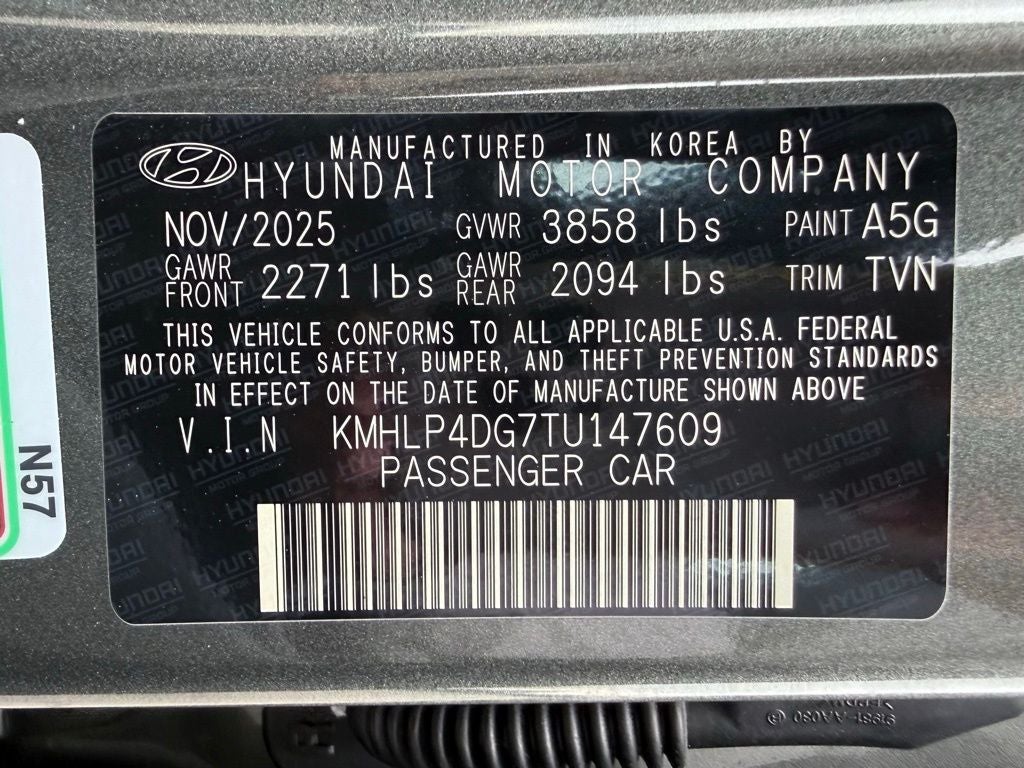 MANUFACTURED IN KOREA BY
HYUNDAI MOTOR COMPANY
NOV/2025 GVWR 3858 lbs PAINT A5G
GAWR FRONT 2271 lbs GAWR REAR 2094 lbs TRIM TVN
THIS VEHICLE CONFORMS TO ALL APPLICABLE U.S.A. FEDERAL
MOTOR VEHICLE SAFETY, BUMPER, AND THEFT PREVENTION STANDARDS
IN EFFECT ON THE DATE OF MANUFACTURE SHOWN ABOVE
V.I.N KMHLP4DG7TU147609
PASSENGER CAR
N57